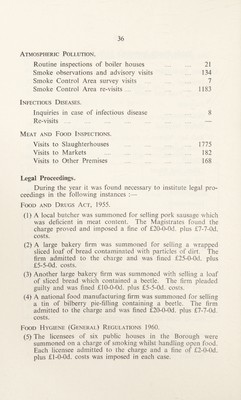 36
ATMOSPHERIC POLLUTION.
Routine inspections of boiler houses ... ... 21
Smoke observations and advisory visits ... 134
Smoke Control Area survey visits ... ... 7
Smoke Control Area re-visits ... ... ... 1183
INFECTIOUS DISEASES.
Inquiries in case of infectious disease ... 8
Re-visits ... ... ... ... ... —
MEAT AND FOOD INSPECTIONS.
Visits to Slaughterhouses ... ... ... 1775
Visits to Markets ... ... ... ... 182
Visits to Other Premises ... ... ... 168
Legal Proceedings.
During the year it was found necessary to institute legal pro-
ceedings in the following instances :—
FOOD AND DRUGS ACT, 1955.
(1) A local butcher was summoned for selling pork sausage which
was deficient in meat content. The Magistrates found the
charge proved and imposed a fine of £20-0-0d. plus £7-7-0d.
costs.
(2) A large bakery firm was summoned for selling a wrapped
sliced loaf of bread contaminated with particles of dirt. The
firm admitted to the charge and was fined £25-0-0d. plus
£5-5-0d. costs.
(3) Another large bakery firm was summoned with selling a loaf
of sliced bread which contained a beetle. The firm pleaded
guilty and was fined £10-0-0d. plus £5-5-0d. costs.
(4) A national food manufacturing firm was summoned for selling
a tin of bilberry pie-filling containing a beetle. The firm
admitted to the charge and was fined £20-0-0d. plus £7-7-0d.
costs.
FOOD HYGIENE (GENERAL) REGULATIONS 1960.
(5) The licensees of six public houses in the Borough were
summoned on a charge of smoking whilst handling open food.
Each licensee admitted to the charge and a fine of £2-0-0d.
plus £1-0-0d. costs was imposed in each case.